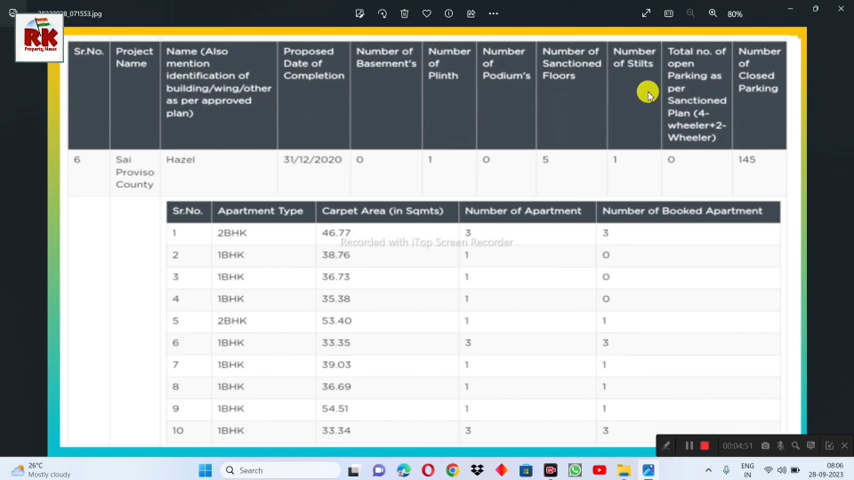 20230928_071553.jpg
80%
RK
Property News
Sr.No.
Project
Name
Name (Also
mention
identification of
building/wing/other
as per approved
plan)
Proposed
Date of
Completion
Number of
Basement's
Number
of
Plinth
Number
of
Podium's
Number of
Sanctioned
Floors
Number
of Stilts
Total no. of
open
Parking as
per
Sanctioned
Plan (4-
wheeler+2-
Wheeler)
Number
of
Closed
Parking
6
Sai
Proviso
County
Hazel
31/12/2020
0
1
0
5
1
0
145
Sr.No. Apartment Type Carpet Area (in Sqmts) Number of Apartment Number of Booked Apartment
1 2BHK 46.77 3 3
Recorded with iTop Screen Recorder
2 1BHK 38.76 1 0
3 1BHK 36.73 1 0
4 1BHK 35.38 1 0
5 2BHK 53.40 1 1
6 1BHK 33.35 3 3
7 1BHK 39.03 1 1
8 1BHK 36.69 1 1
9 1BHK 54.51 1 1
10 1BHK 33.34 3 3
00:04:51
26°C
Mostly cloudy
Search
ENG
IN
08:06
28-09-2023